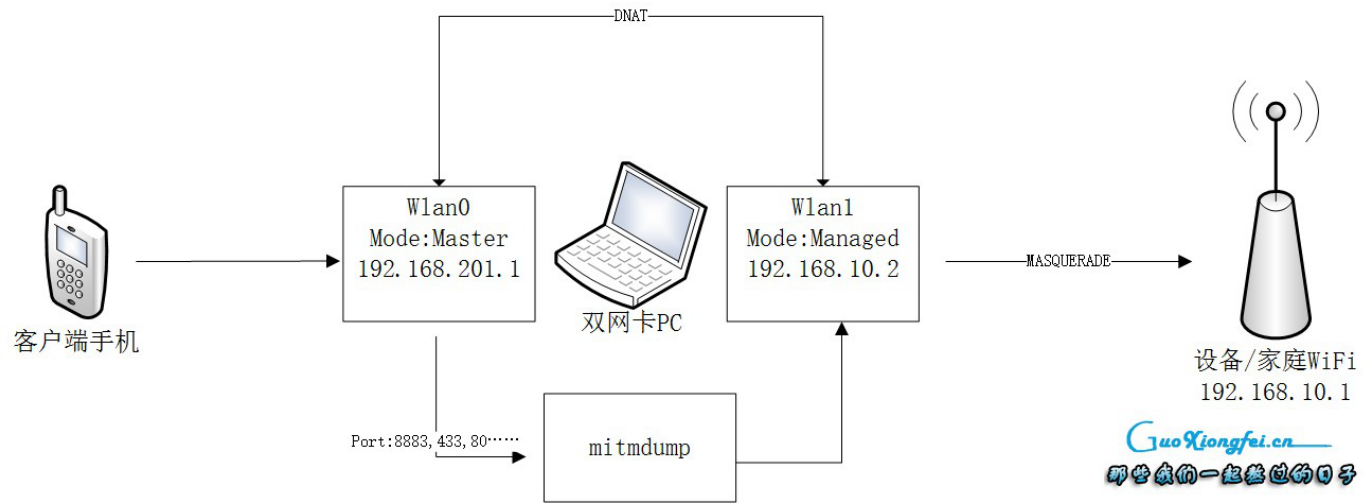 DNAT
Wlan0
Mode:Master
192.168.201.1
Wlan1
Mode:Managed
192.168.10.2
MASQUERADE
双网卡PC
客户端手机
设备/家庭WiFi
192.168.10.1
Port:8883,433,80……
mitmdump
GuoXiongfei.cn
那些我们一起差过的日子